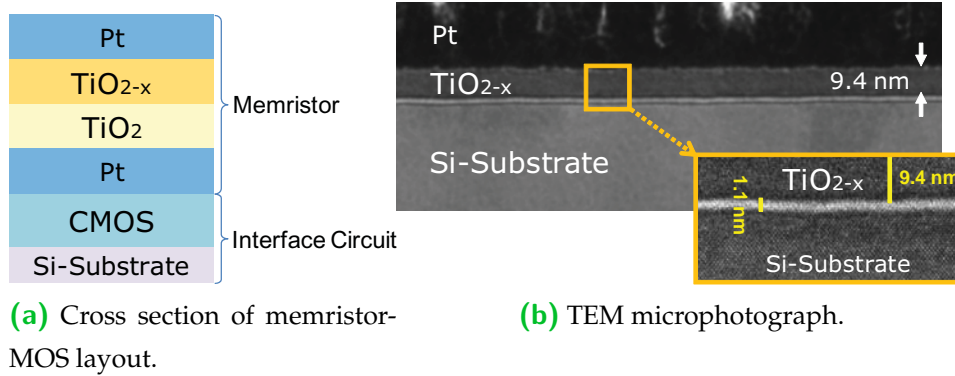 Pt
TiO2-x
TiO2
Pt
CMOS
Si-Substrate
Memristor
Interface Circuit
(a) Cross section of memristor-
MOS layout.
Pt
TiO2-x
9.4 nm
Si-Substrate
TiO2-x
9.4 nm
1.1 nm
Si-Substrate
(b) TEM microphotograph.